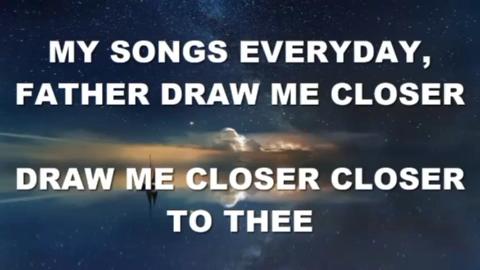 MY SONGS EVERYDAY,
FATHER DRAW ME CLOSER
DRAW ME CLOSER CLOSER
TO THEE